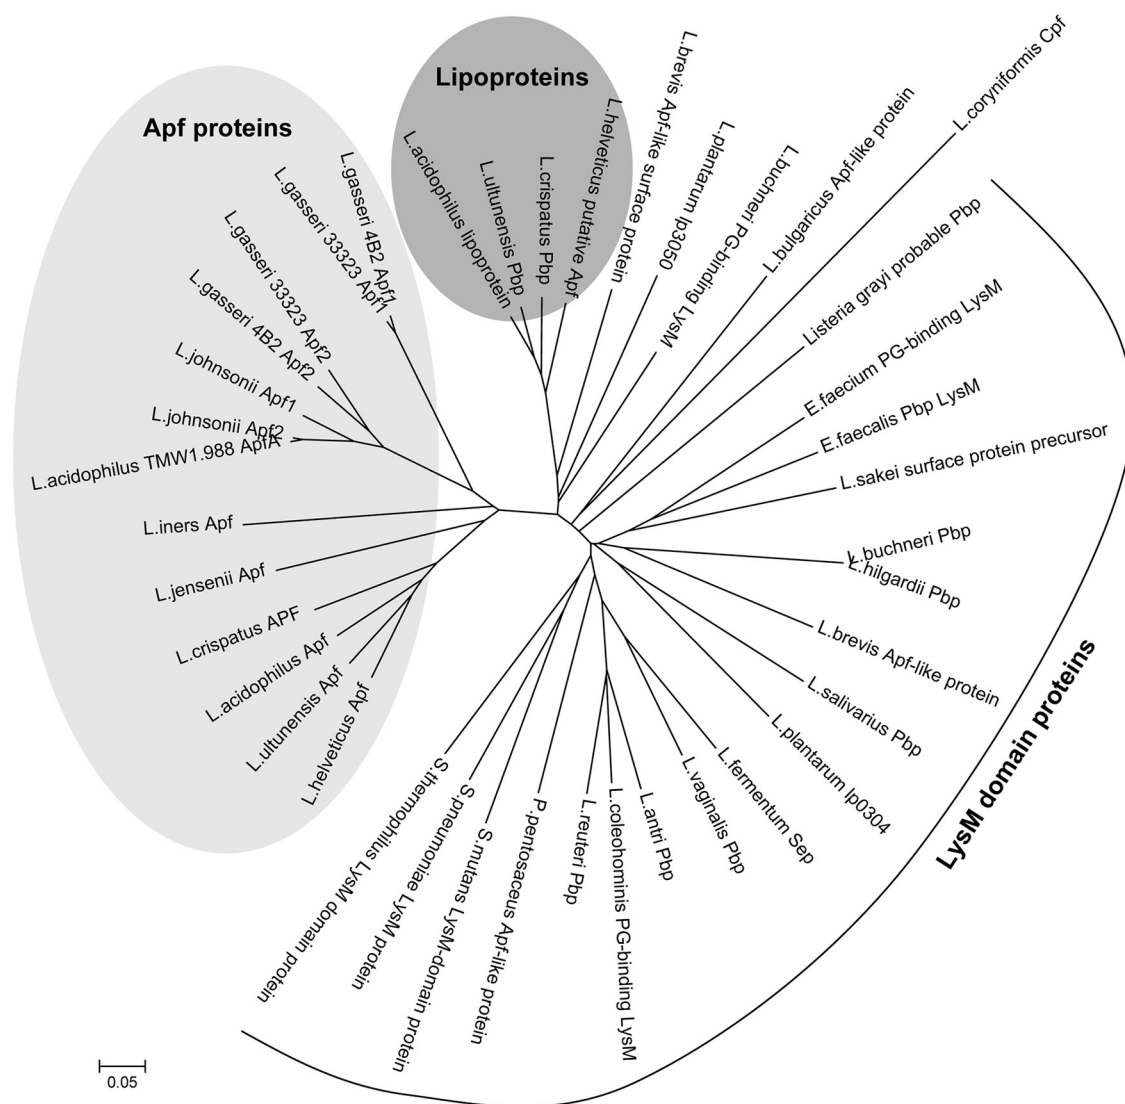 Lipoproteins
Apf proteins
L.gasseri 4B2 Apf1
L.gasseri 33323 Apf1
L.gasseri 33323 Apf2
L.gasseri 4B2 Apf2
L.johnsonii Apf1
L.johnsonii Apf2
L.acidophilus TMW1.988 ApfA
L.iners Apf
L.jensenii Apf
L.crispatus APF
L.acidophilus Apf
L.ultunensis Apf
L.helveticus Apf
L.acidophilus lipoprotein
L.ultunensis Pbp
L.crispatus Pbp
L.helveticus putative Apf
L.brevis Apf-like surface protein
L.plantarum lp3050
L.buchneri PG-binding LysM
L.bulgaricus Apf-like protein
L.coryniformis Cpf
Listeria grayi probable Pbp
E.faecium PG-binding LysM
E.faecalis Pbp LysM
L.sakei surface protein precursor
L.buchneri Pbp
L.hilgardii Pbp
L.brevis Apf-like protein
L.salivarius Pbp
L.plantarum lp0304
L.fermentum Sep
L.vaginalis Pbp
L.antri Pbp
L.coleohominis PG-binding LysM
L.reuteri Pbp
P.pentosaceus Apf-like protein
S.mutans LysM-domain protein
S.pneumoniae LysM protein
S.thermophilus LysM domain protein
LysM domain proteins
0.05